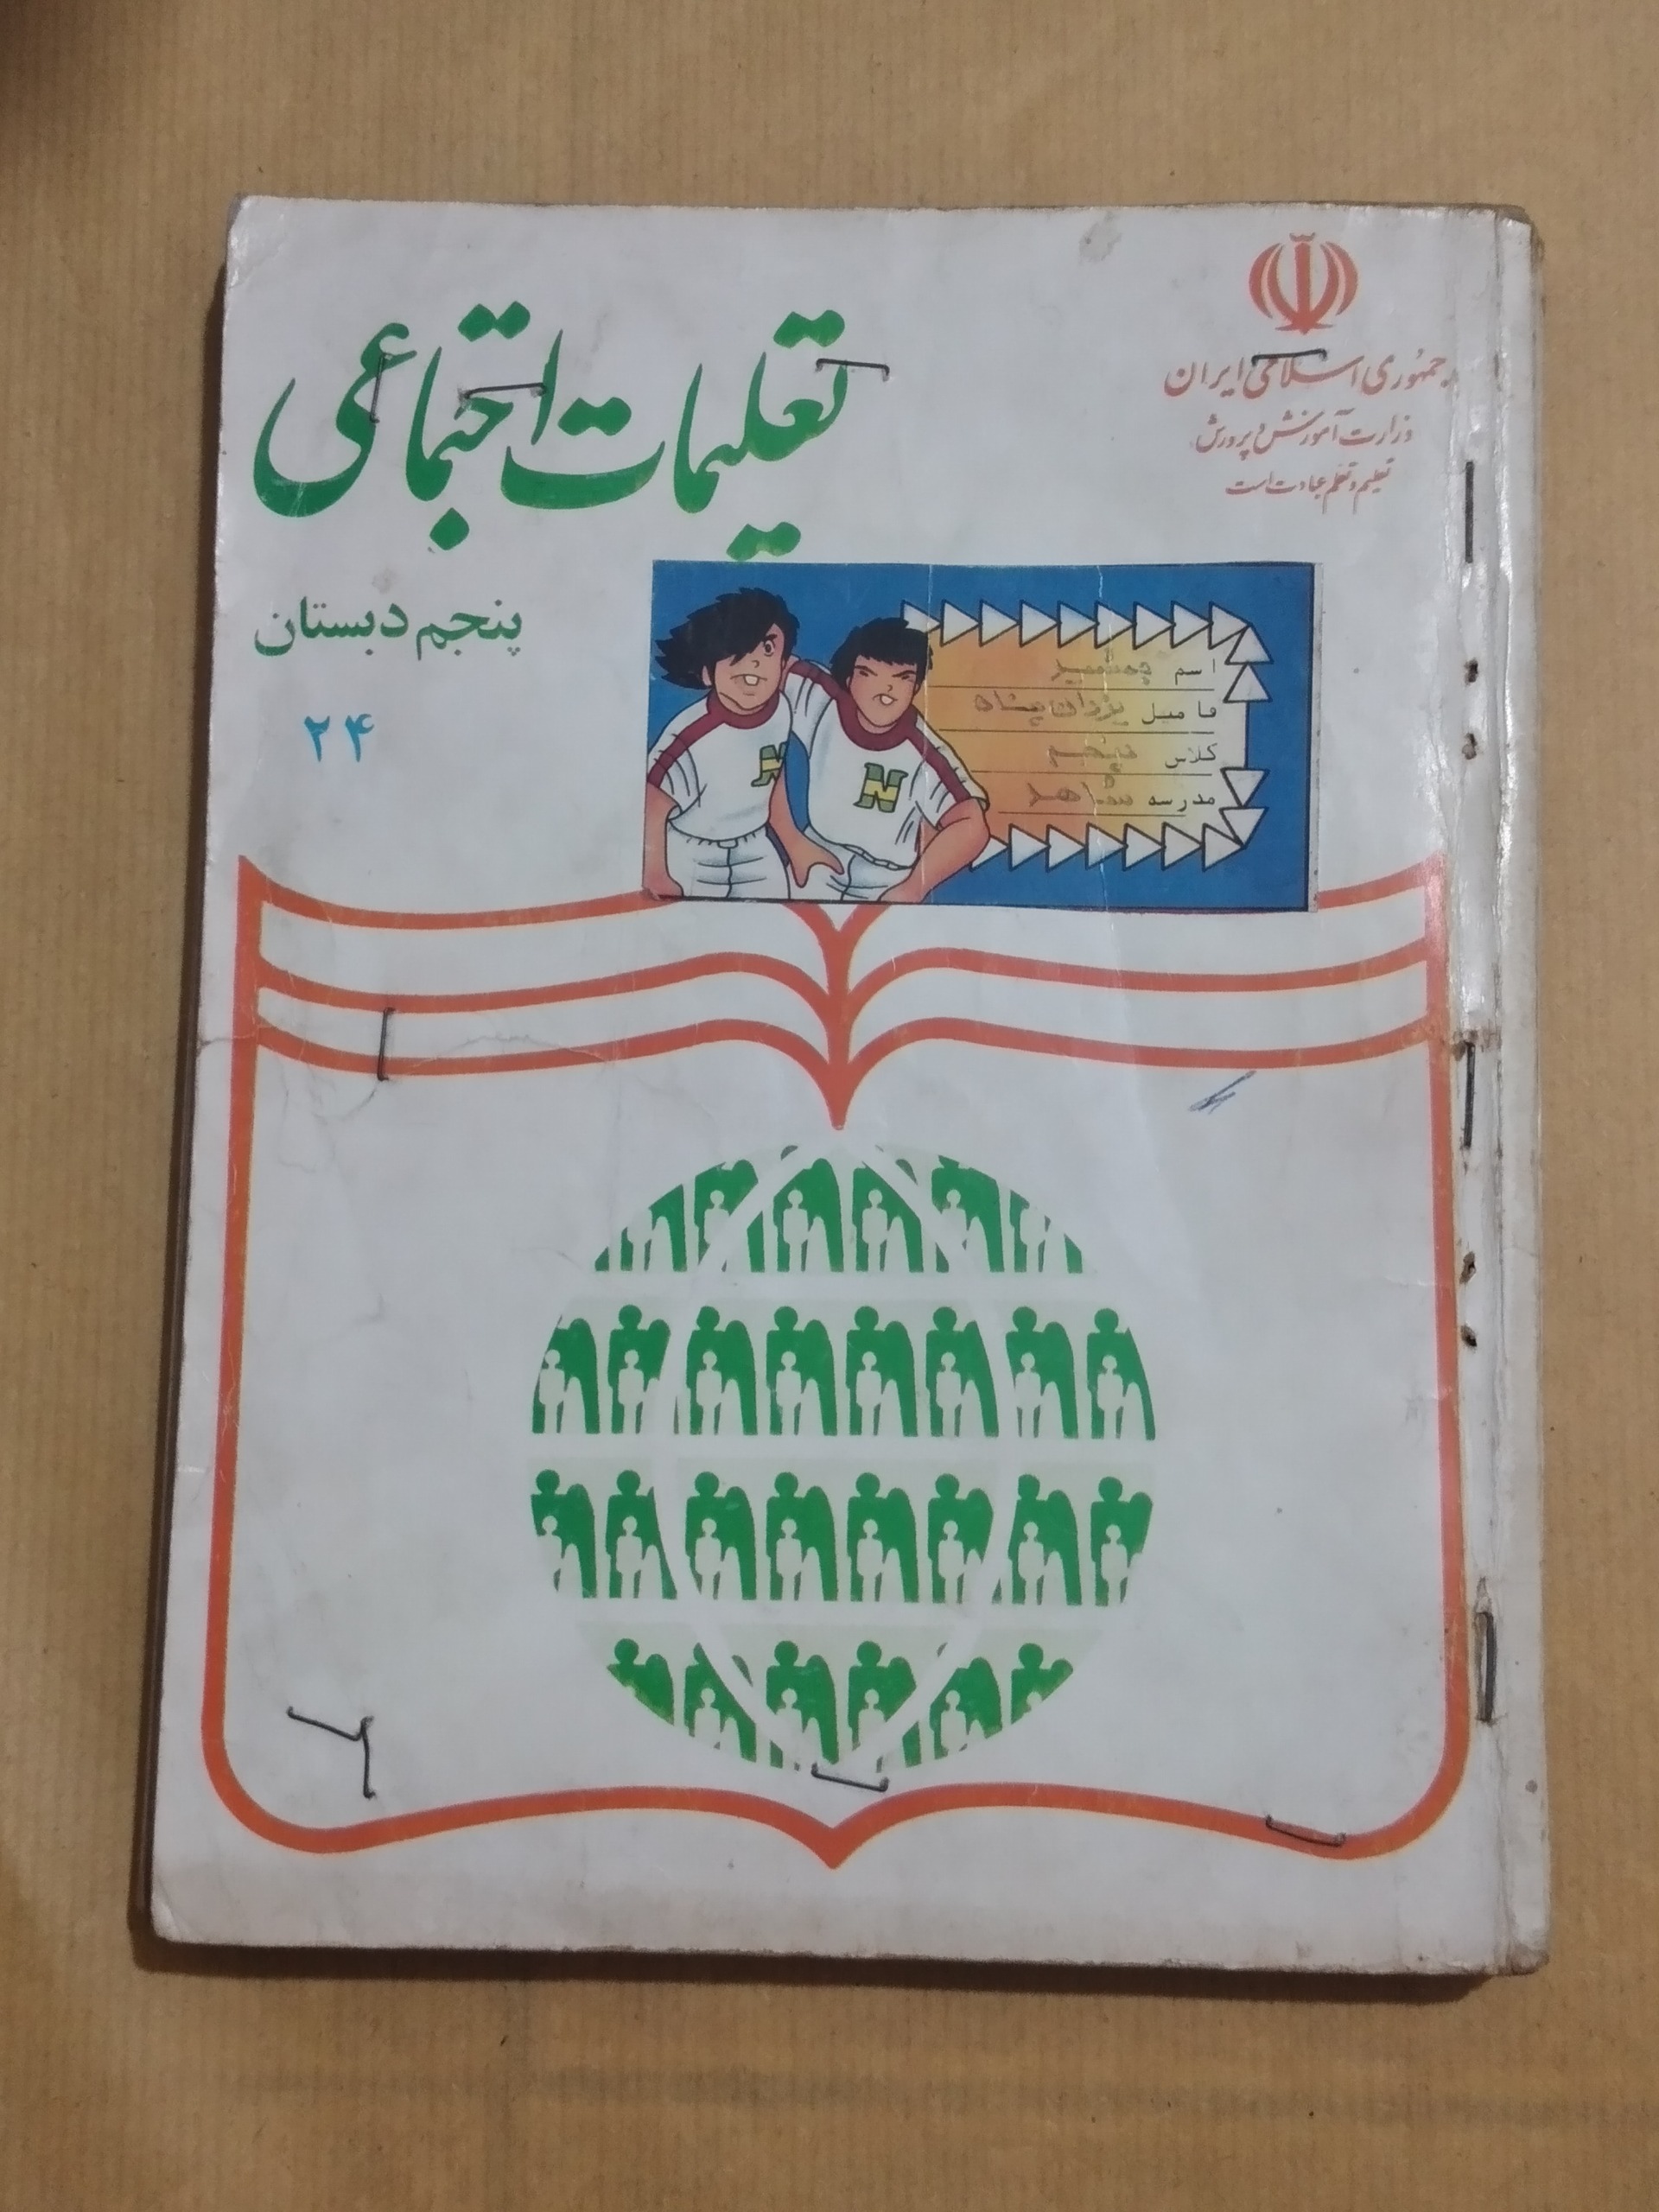 جمهوری اسلامی ایران
وزارت آموزش و پرورش
تعلیم و تعلم عبادت است
تعلیمات اجتماعی
پنجم دبستان
۲۴
اسم جمشید
فامیل یزدان پناه
کلاس پنجم
مدرسه شاهد
N
N